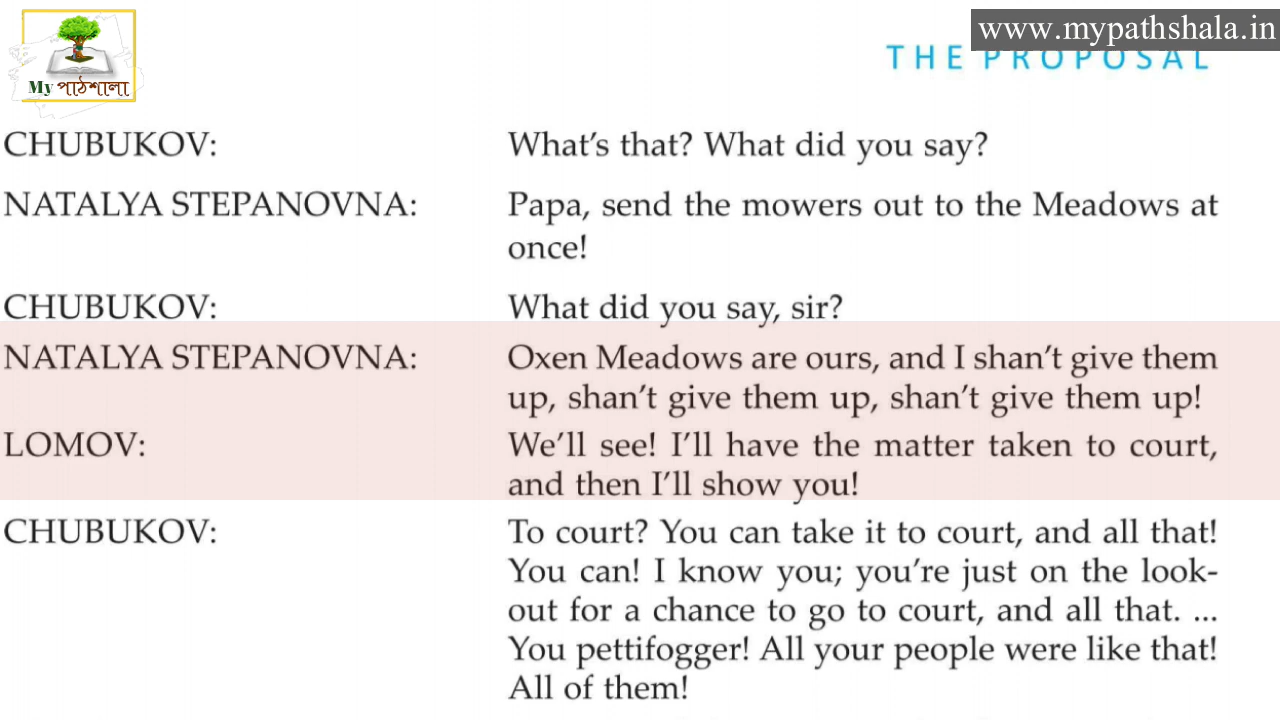 www.mypathshala.in
My পাঠশালা
THE PROPOSAL
CHUBUKOV: What's that? What did you say?
NATALYA STEPANOVNA: Papa, send the mowers out to the Meadows at
once!
CHUBUKOV: What did you say, sir?
NATALYA STEPANOVNA: Oxen Meadows are ours, and I shan't give them
up, shan't give them up, shan't give them up!
LOMOV: We'll see! I'll have the matter taken to court,
and then I'll show you!
CHUBUKOV: To court? You can take it to court, and all that!
You can! I know you; you're just on the look-
out for a chance to go to court, and all that. ...
You pettifogger! All your people were like that!
All of them!